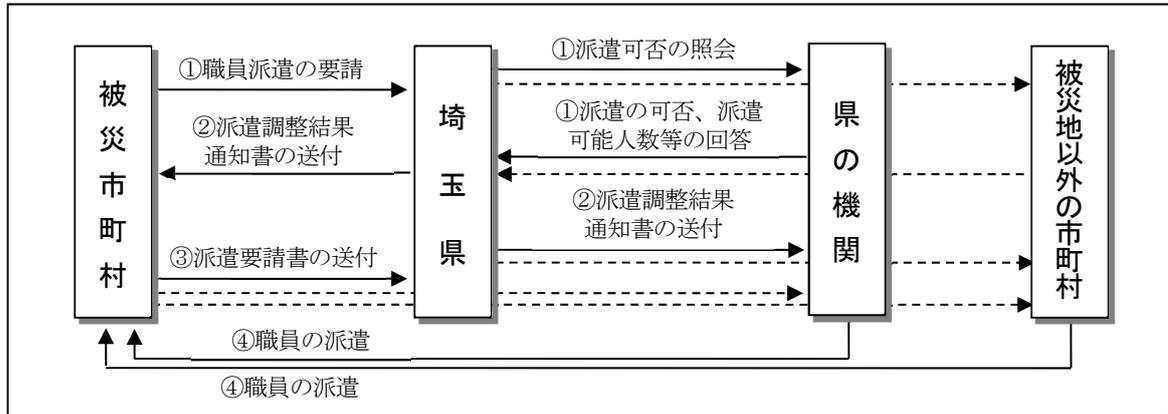 被災市町村
①職員派遣の要請
②派遣調整結果
通知書の送付
③派遣要請書の送付
埼玉県
①派遣可否の照会
①派遣の可否、派遣
可能人数等の回答
②派遣調整結果
通知書の送付
県の機関
被災地以外の市町村
④職員の派遣
④職員の派遣